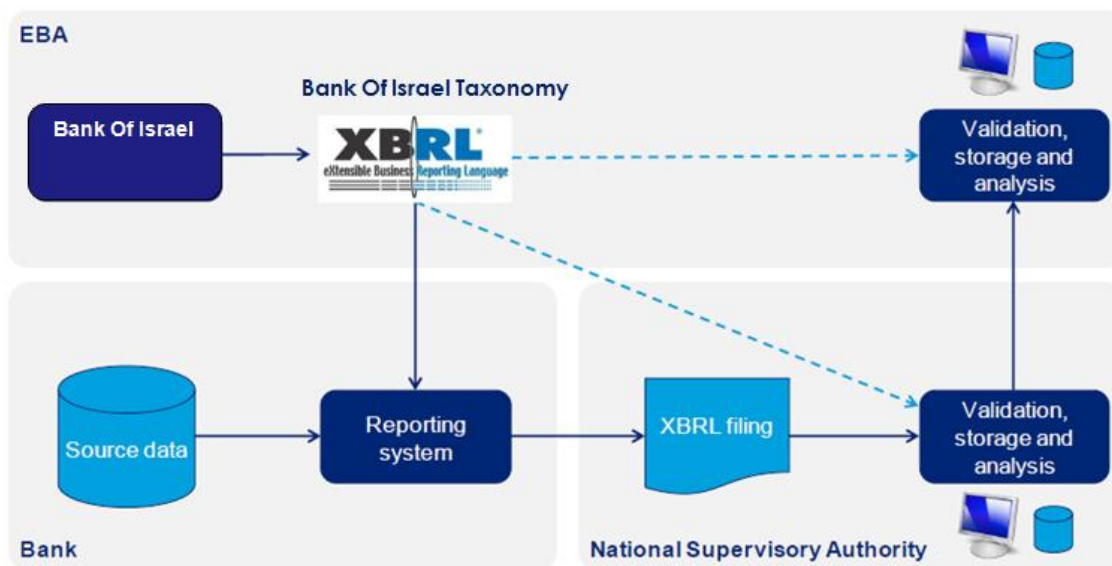 EBA
Bank Of Israel Taxonomy
Bank Of Israel
XBRL
eXtensible Business Reporting Language
Validation,
storage and
analysis
Source data
Reporting
system
XBRL filing
Validation,
storage and
analysis
Bank
National Supervisory Authority